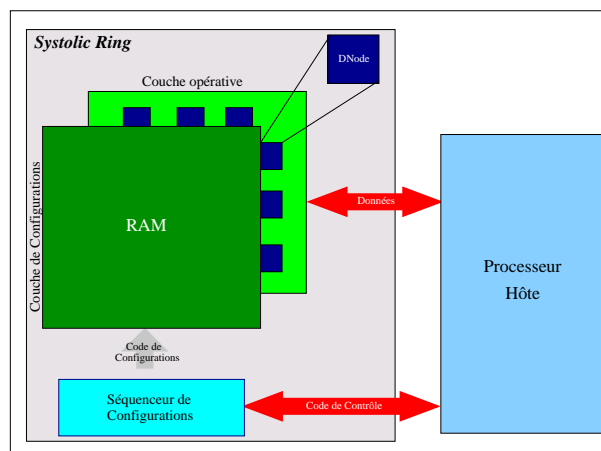 Systolic Ring
DNode
Couche opérative
Couche de Configurations
RAM
Données
Processeur
Hôte
Code de
Configurations
Séquenceur de
Configurations
Code de Contrôle